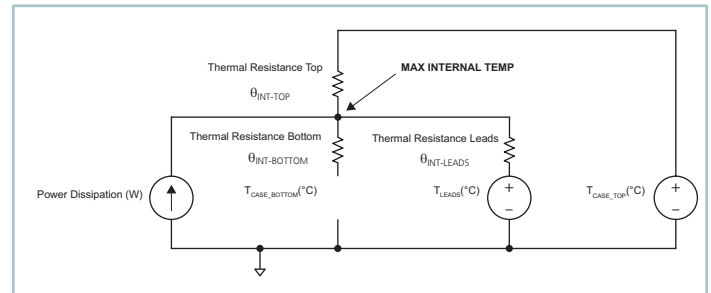 Thermal Resistance Top
MAX INTERNAL TEMP
θINT-TOP
Thermal Resistance Bottom
Thermal Resistance Leads
θINT-BOTTOM
θINT-LEADS
Power Dissipation (W)
TCASE_BOTTOM(°C)
TLEADS(°C)
+
–
TCASE_TOP(°C)
+
–